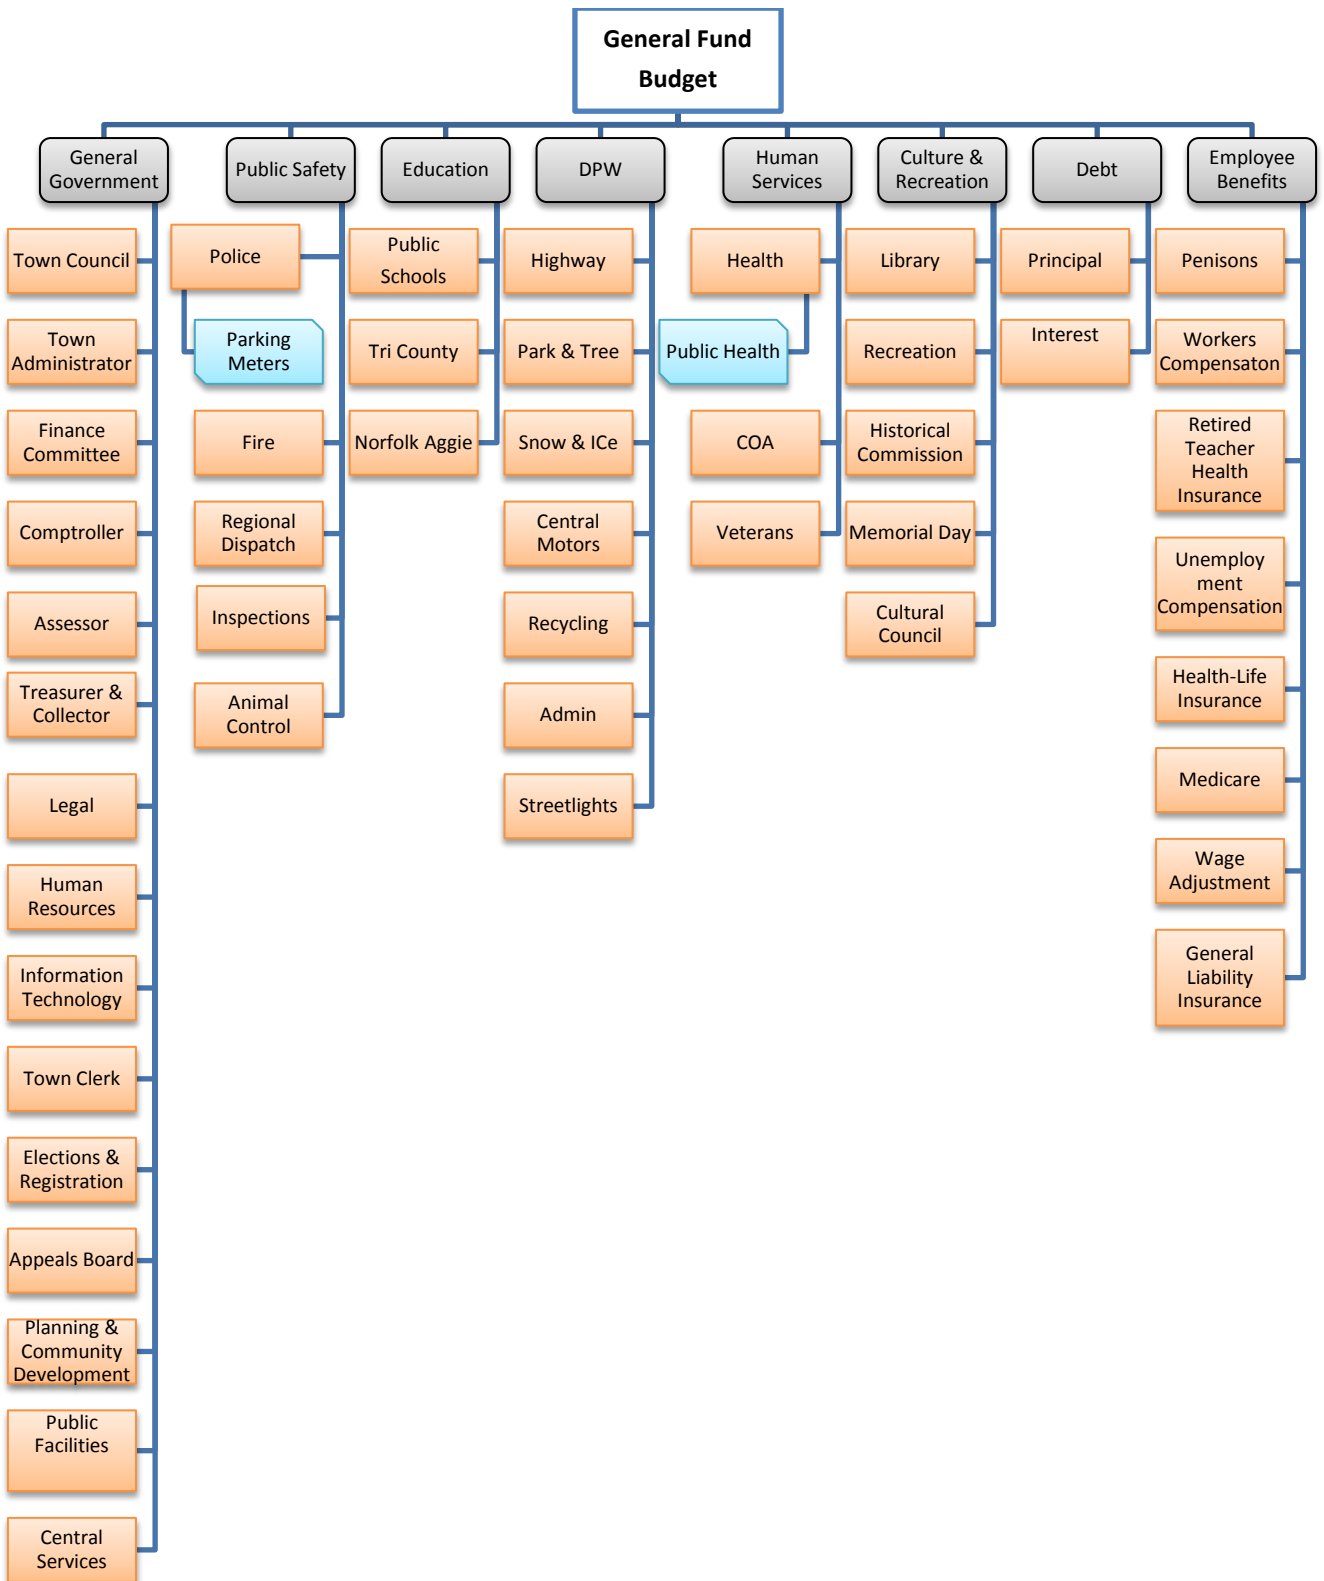 General Fund
Budget
General
Government
Public Safety
Education
DPW
Human
Services
Culture &
Recreation
Debt
Employee
Benefits
Town Council
Town
Administrator
Finance
Committee
Comptroller
Assessor
Treasurer &
Collector
Legal
Human
Resources
Information
Technology
Town Clerk
Elections &
Registration
Appeals Board
Planning &
Community
Development
Public
Facilities
Central
Services
Police
Parking
Meters
Fire
Regional
Dispatch
Inspections
Animal
Control
Public
Schools
Tri County
Norfolk Aggie
Highway
Park & Tree
Snow & ICe
Central
Motors
Recycling
Admin
Streetlights
Health
Public Health
COA
Veterans
Library
Recreation
Historical
Commission
Memorial Day
Cultural
Council
Principal
Interest
Penisons
Workers
Compensaton
Retired
Teacher
Health
Insurance
Unemploy
ment
Compensation
Health-Life
Insurance
Medicare
Wage
Adjustment
General
Liability
Insurance